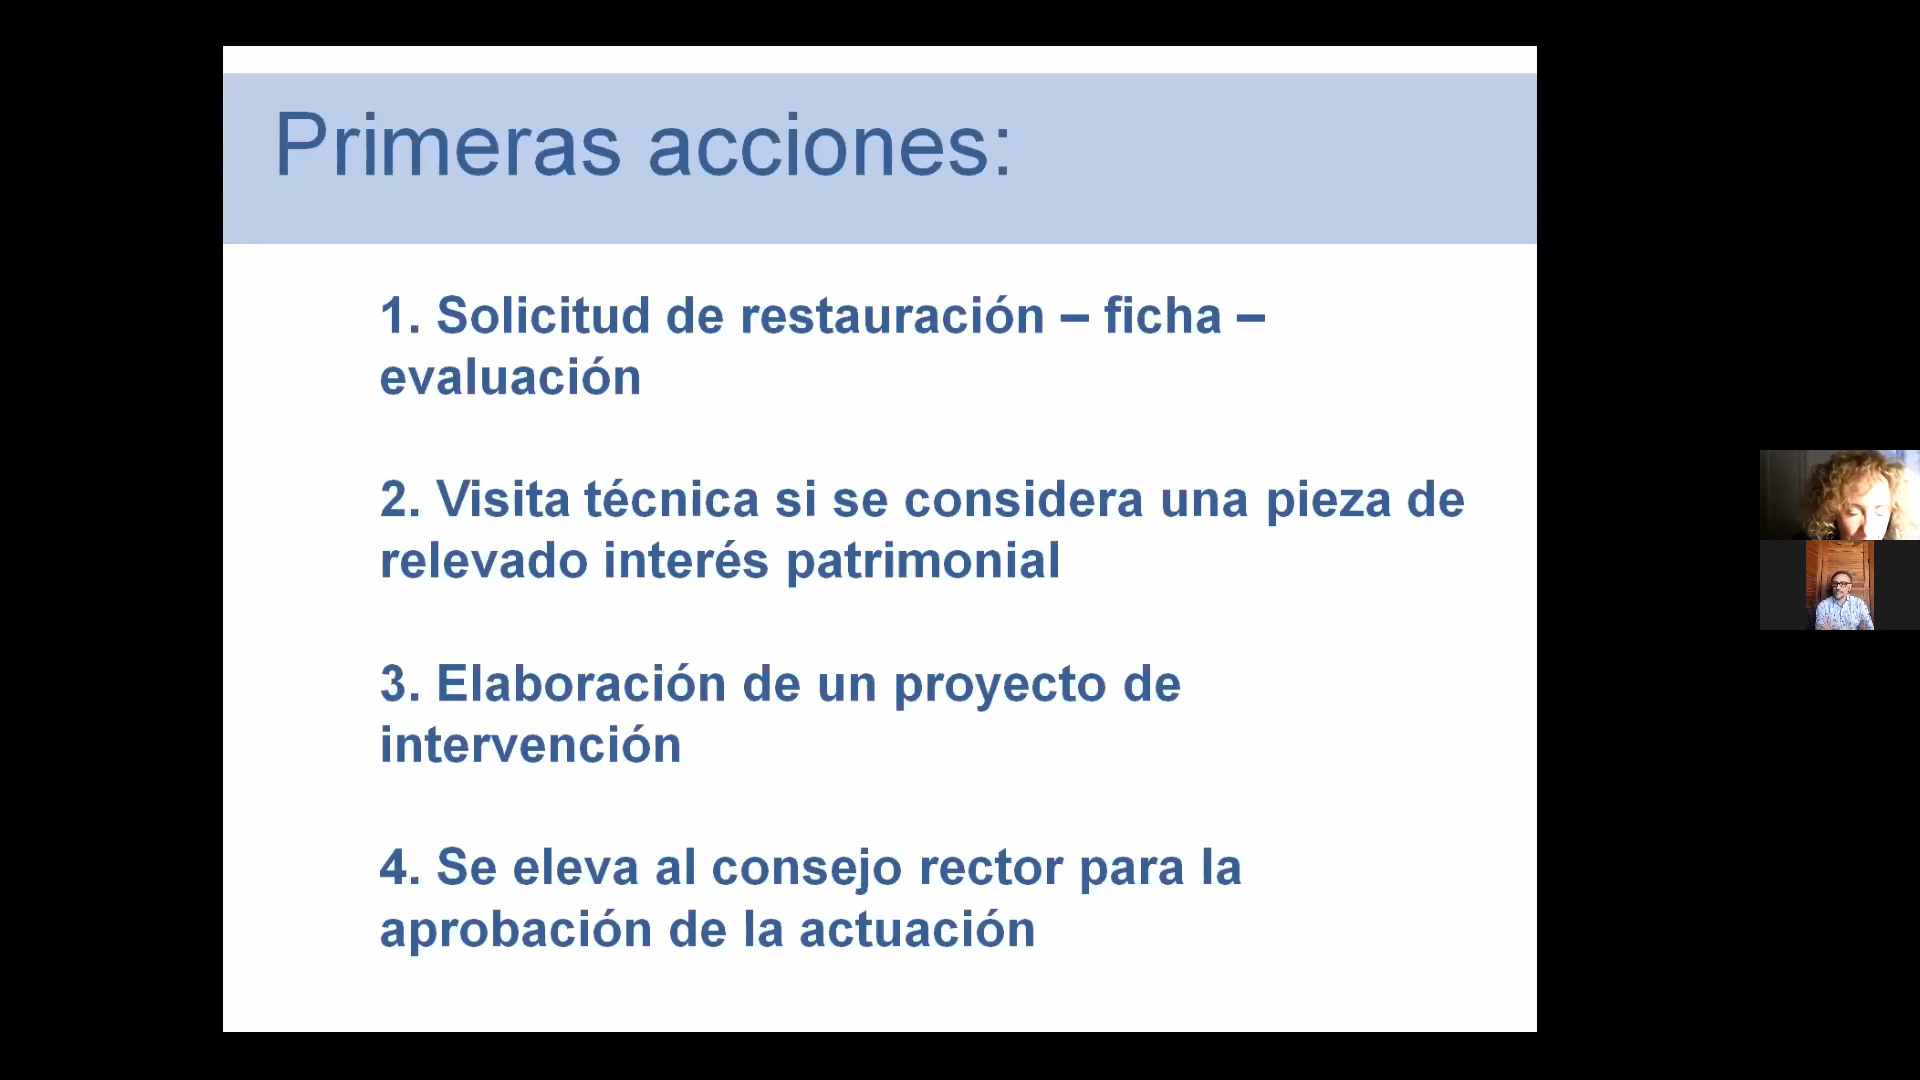 Primeras acciones:
1. Solicitud de restauración – ficha –
evaluación
2. Visita técnica si se considera una pieza de
relevado interés patrimonial
3. Elaboración de un proyecto de
intervención
4. Se eleva al consejo rector para la
aprobación de la actuación